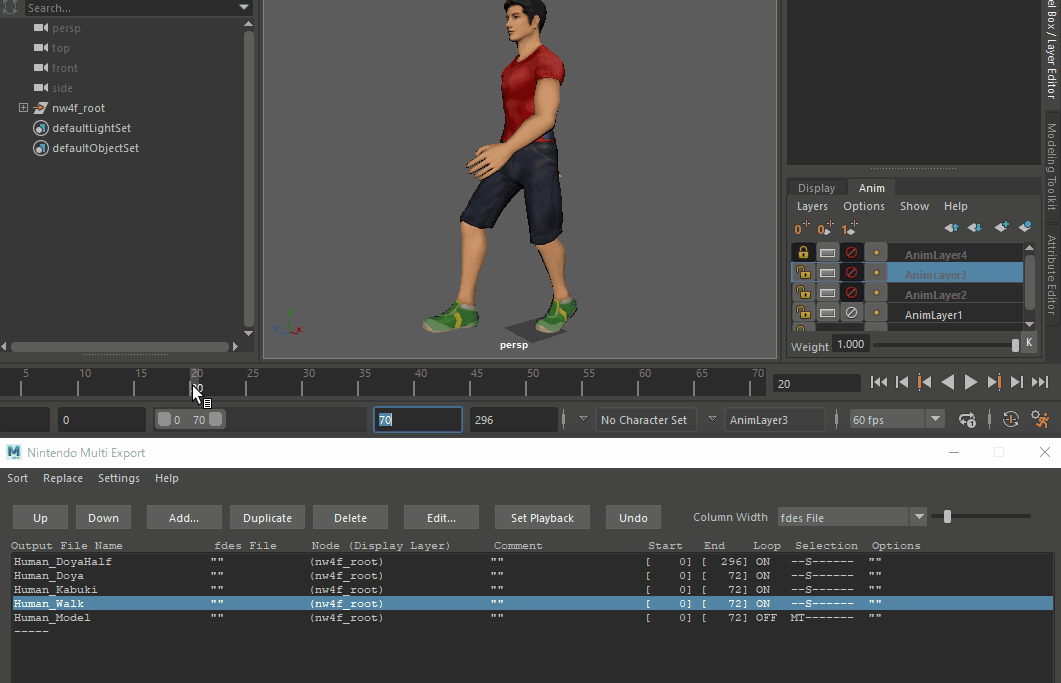 Search...
persp
top
front
side
nw4f_root
defaultLightSet
defaultObjectSet
persp
Box / Layer Editor
Modeling Toolkit
Attribute Editor
Display Anim
Layers Options Show Help
0 0 1
AnimLayer4
AnimLayer3
AnimLayer2
AnimLayer1
Weight 1.000 K
5 10 15 20 25 30 35 40 45 50 55 60 65 70
20
0 0 70 70 296 No Character Set AnimLayer3 60 fps
Nintendo Multi Export
Sort Replace Settings Help
Up Down Add... Duplicate Delete Edit... Set Playback Undo Column Width fdes File
Output File Name fdes File Node (Display Layer) Comment Start End Loop Selection Options
Human_DoyaHalf "" (nw4f_root) "" [ 0] [ 296] ON --S------ ""
Human_Doya "" (nw4f_root) "" [ 0] [ 72] ON --S------ ""
Human_Kabuki "" (nw4f_root) "" [ 0] [ 72] ON --S------ ""
Human_Walk "" (nw4f_root) "" [ 0] [ 72] ON --S------ ""
Human_Model "" (nw4f_root) "" [ 0] [ 72] OFF MT------- ""
-----